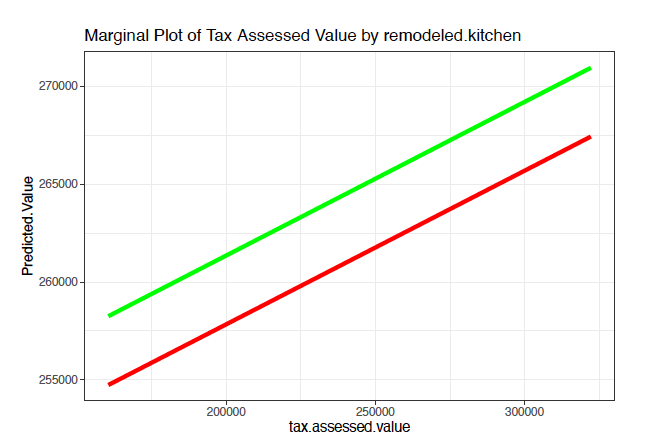 Marginal Plot of Tax Assessed Value by remodeled.kitchen
270000
265000
260000
255000
Predicted.Value
200000 250000 300000
tax.assessed.value